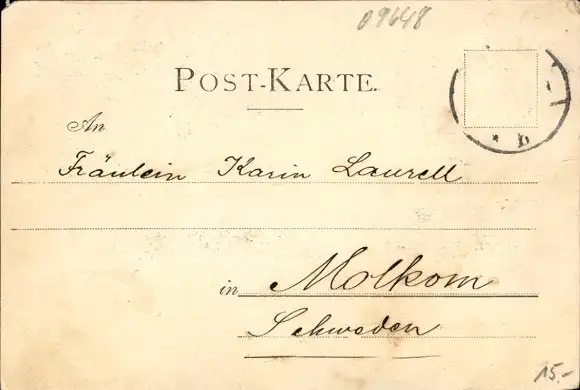 09648
POST-KARTE.
An
Fräulein Karin Laurell
in Molkom
Schweden
b
15.-